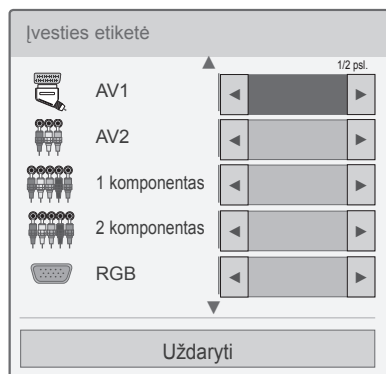 Įvesties etiketė
1/2 psl.
AV1
AV2
1 komponentas
2 komponentas
RGB
Uždaryti